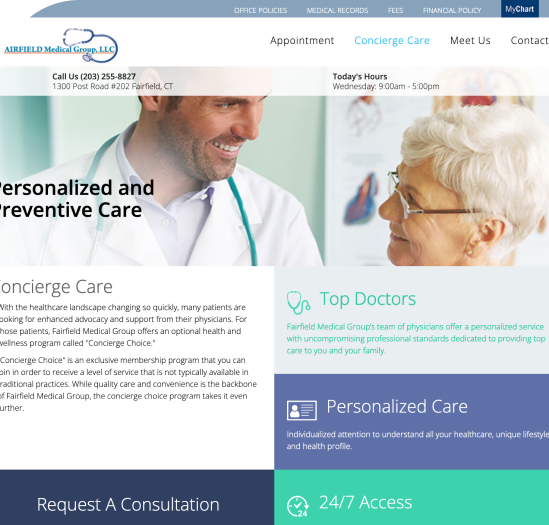 OFFICE POLICIES MEDICAL RECORDS FEES FINANCIAL POLICY MyChart
AIRFIELD Medical Group, LLC
Appointment Concierge Care Meet Us Contact
Call Us (203) 255-8827
1300 Post Road #202 Fairfield, CT
Today's Hours
Wednesday: 9:00am - 5:00pm
ersonalized and
reventive Care
oncierge Care
With the healthcare landscape changing so quickly, many patients are
ooking for enhanced advocacy and support from their physicians. For
hose patients, Fairfield Medical Group offers an optional health and
wellness program called "Concierge Choice."
Concierge Choice" is an exclusive membership program that you can
oin in order to receive a level of service that is not typically available in
raditional practices. While quality care and convenience is the backbone
of Fairfield Medical Group, the concierge choice program takes it even
urther.
Request A Consultation
Top Doctors
Fairfield Medical Group's team of physicians offer a personalized service
with uncompromising professional standards dedicated to providing top
care to you and your family.
Personalized Care
Individualized attention to understand all your healthcare, unique lifestyle
and health profile.
24
24/7 Access